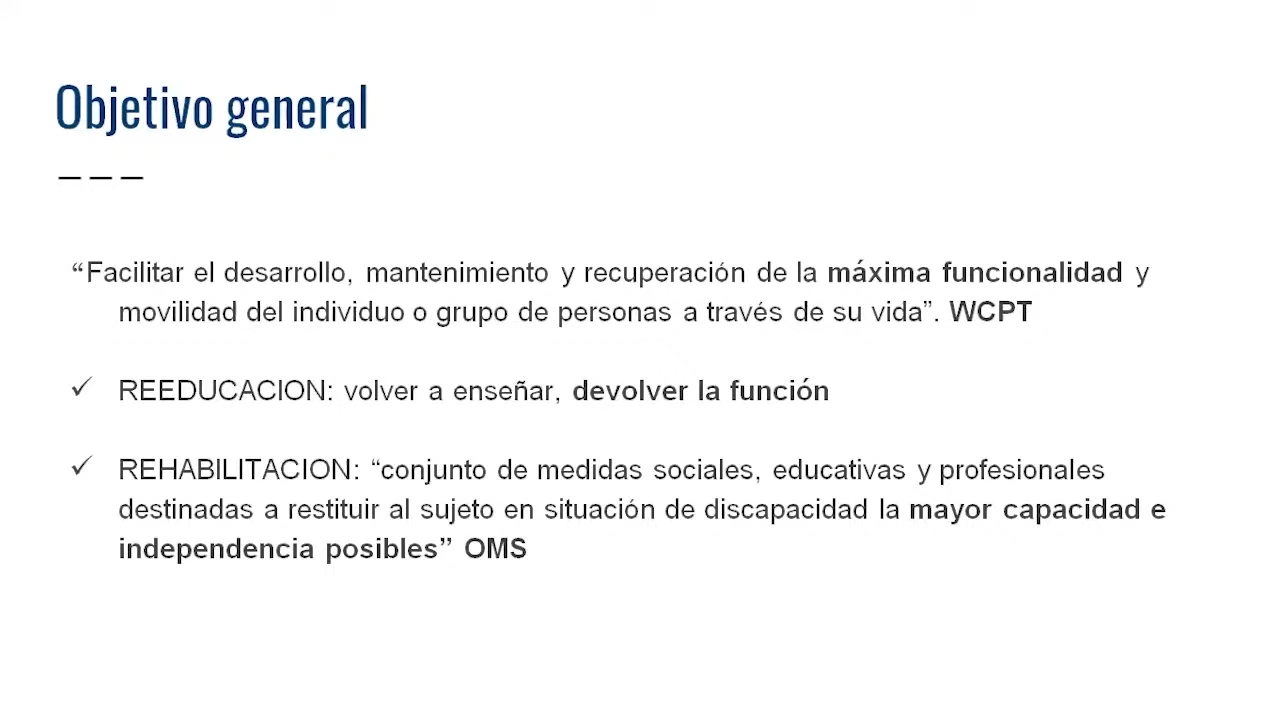 Objetivo general
“Facilitar el desarrollo, mantenimiento y recuperación de la máxima funcionalidad y
movilidad del individuo o grupo de personas a través de su vida”. WCPT
✓ REEDUCACION: volver a enseñar, devolver la función
✓ REHABILITACION: “conjunto de medidas sociales, educativas y profesionales
destinadas a restituir al sujeto en situación de discapacidad la mayor capacidad e
independencia posibles” OMS